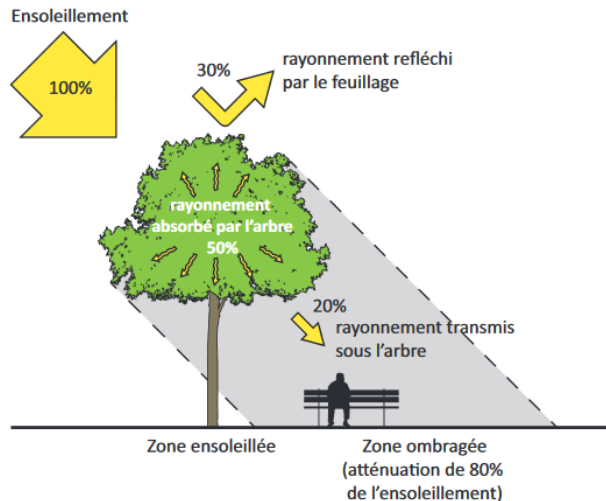 Ensoleillement
100%
30%
rayonnement refléchi
par le feuillage
rayonnement
absorbé par l'arbre
50%
20%
rayonnement transmis
sous l'arbre
Zone ensoleillée
Zone ombragée
(atténuation de 80%
de l'ensoleillement)